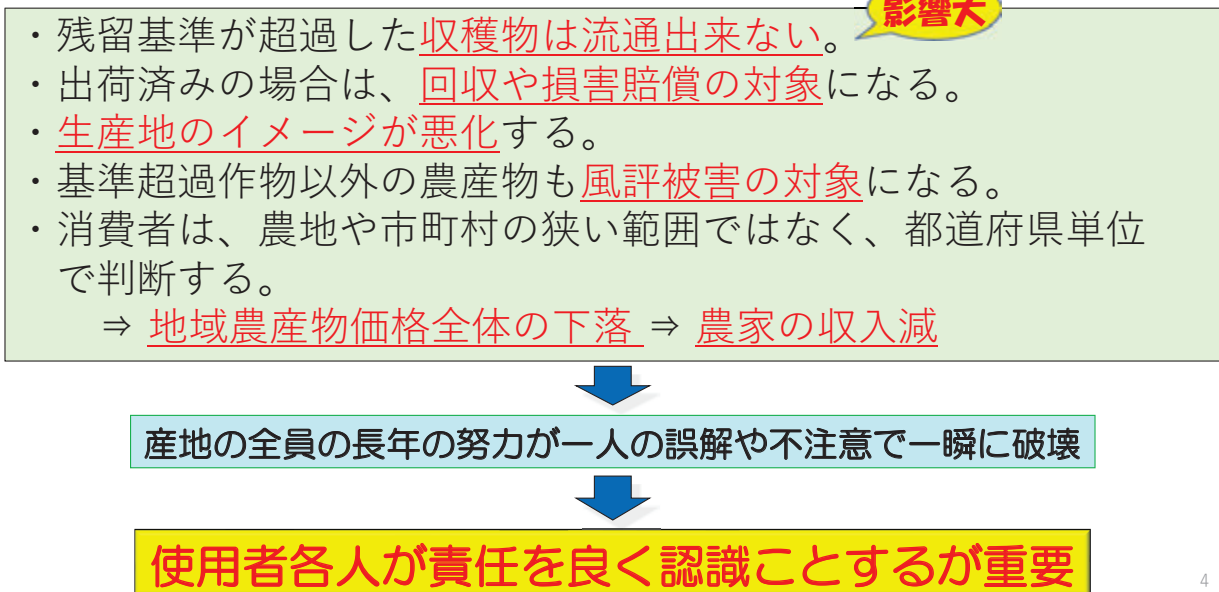 影響大
・残留基準が超過した収穫物は流通出来ない。
・出荷済みの場合は、回収や損害賠償の対象になる。
・生産地のイメージが悪化する。
・基準超過作物以外の農産物も風評被害の対象になる。
・消費者は、農地や市町村の狭い範囲ではなく、都道府県単位
で判断する。
⇒ 地域農産物価格全体の下落 ⇒ 農家の収入減
産地の全員の長年の努力が一人の誤解や不注意で一瞬に破壊
使用者各人が責任を良く認識ことするが重要
4